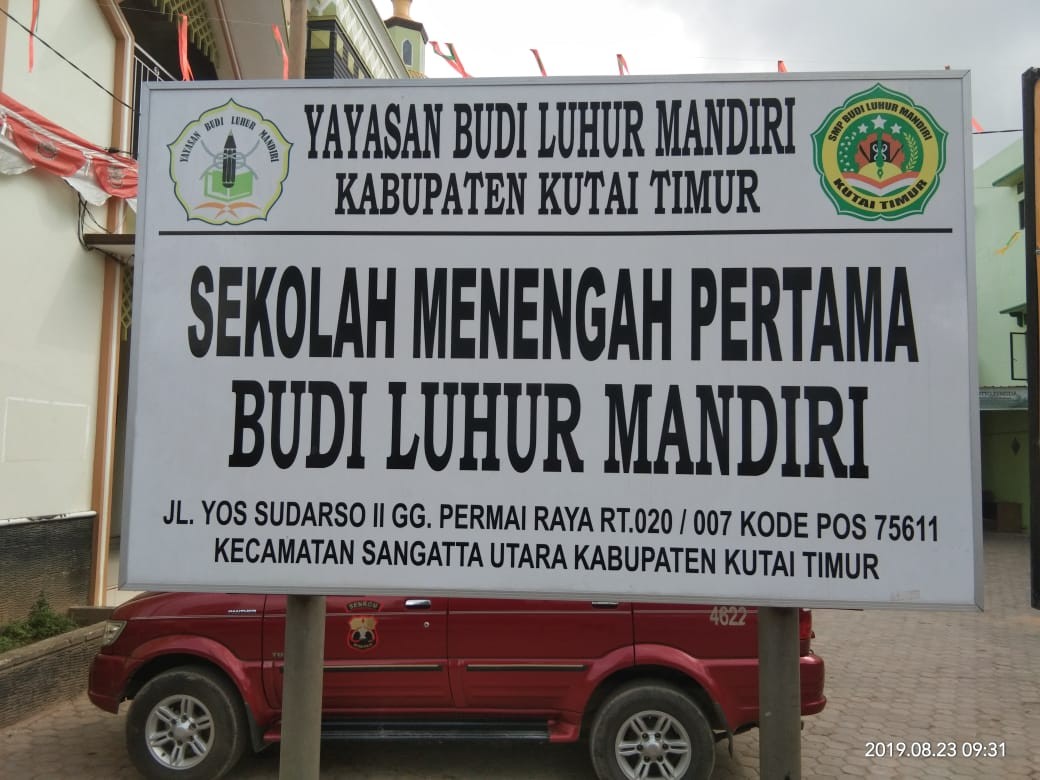 YAYASAN BUDI LUHUR MANDIRI
YAYASAN BUDI LUHUR MANDIRI
KABUPATEN KUTAI TIMUR
SMP BUDI LUHUR MANDIRI
KUTAI TIMUR
SEKOLAH MENENGAH PERTAMA
BUDI LUHUR MANDIRI
JL. YOS SUDARSO II GG. PERMAI RAYA RT.020 / 007 KODE POS 75611
KECAMATAN SANGATTA UTARA KABUPATEN KUTAI TIMUR
PANTHER
SENKOM
4622
2019.08.23 09:31